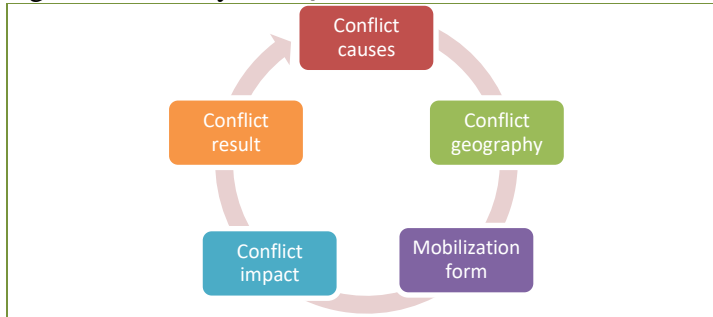 Conflict
causes
Conflict
geography
Mobilization
form
Conflict
impact
Conflict
result